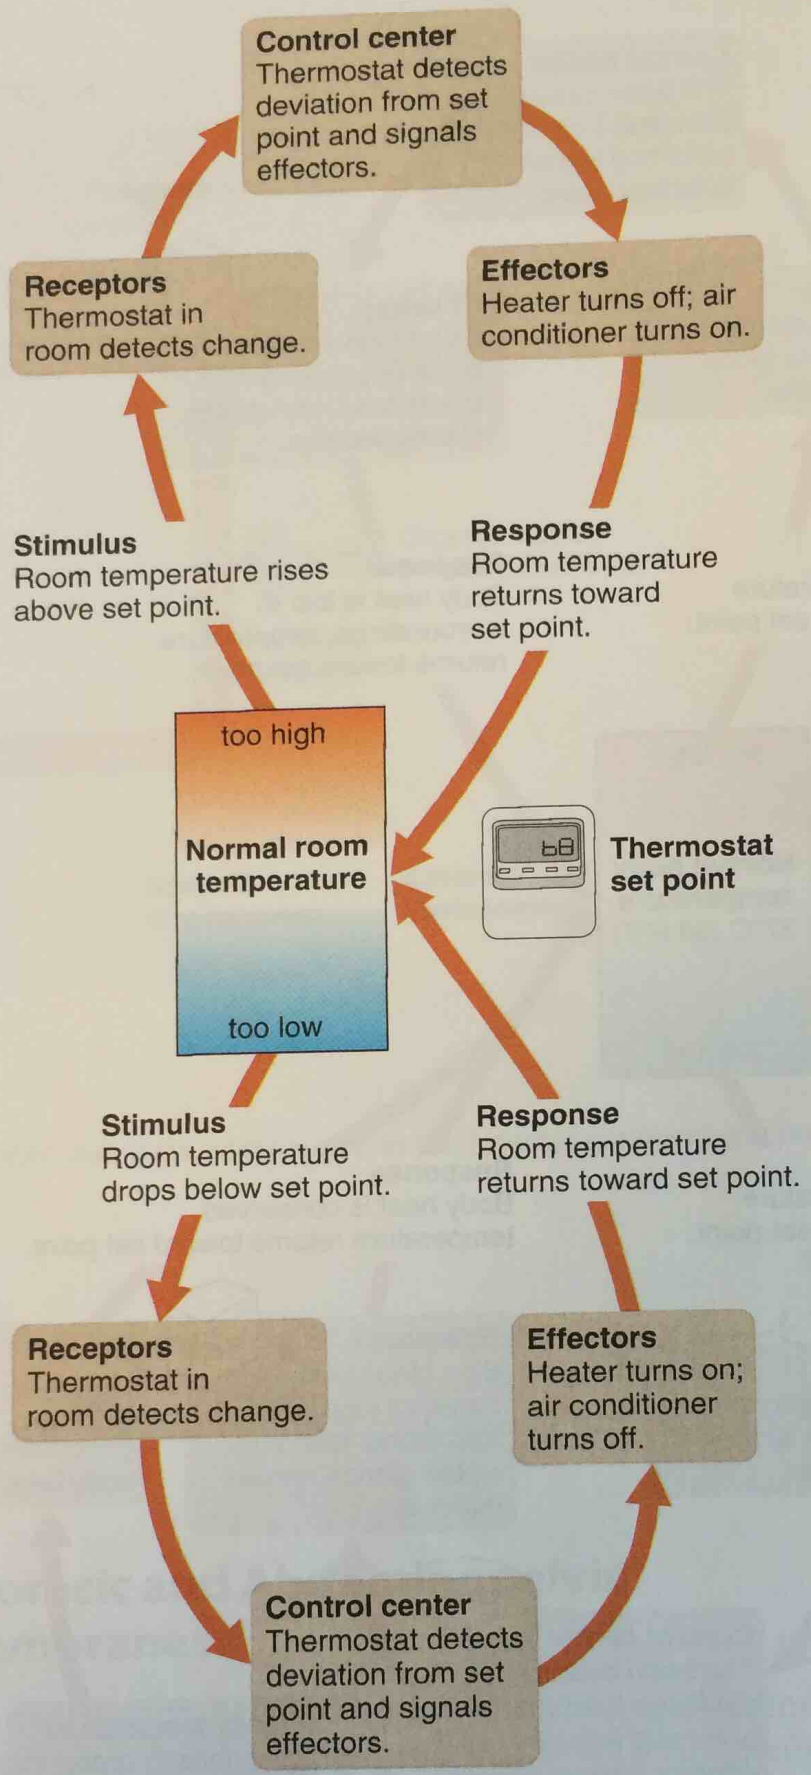 Control center
Thermostat detects
deviation from set
point and signals
effectors.
Receptors
Thermostat in
room detects change.
Effectors
Heater turns off; air
conditioner turns on.
Stimulus
Room temperature rises
above set point.
Response
Room temperature
returns toward
set point.
too high
Normal room
temperature
too low
Thermostat
set point
Stimulus
Room temperature
drops below set point.
Response
Room temperature
returns toward set point.
Receptors
Thermostat in
room detects change.
Effectors
Heater turns on;
air conditioner
turns off.
Control center
Thermostat detects
deviation from set
point and signals
effectors.